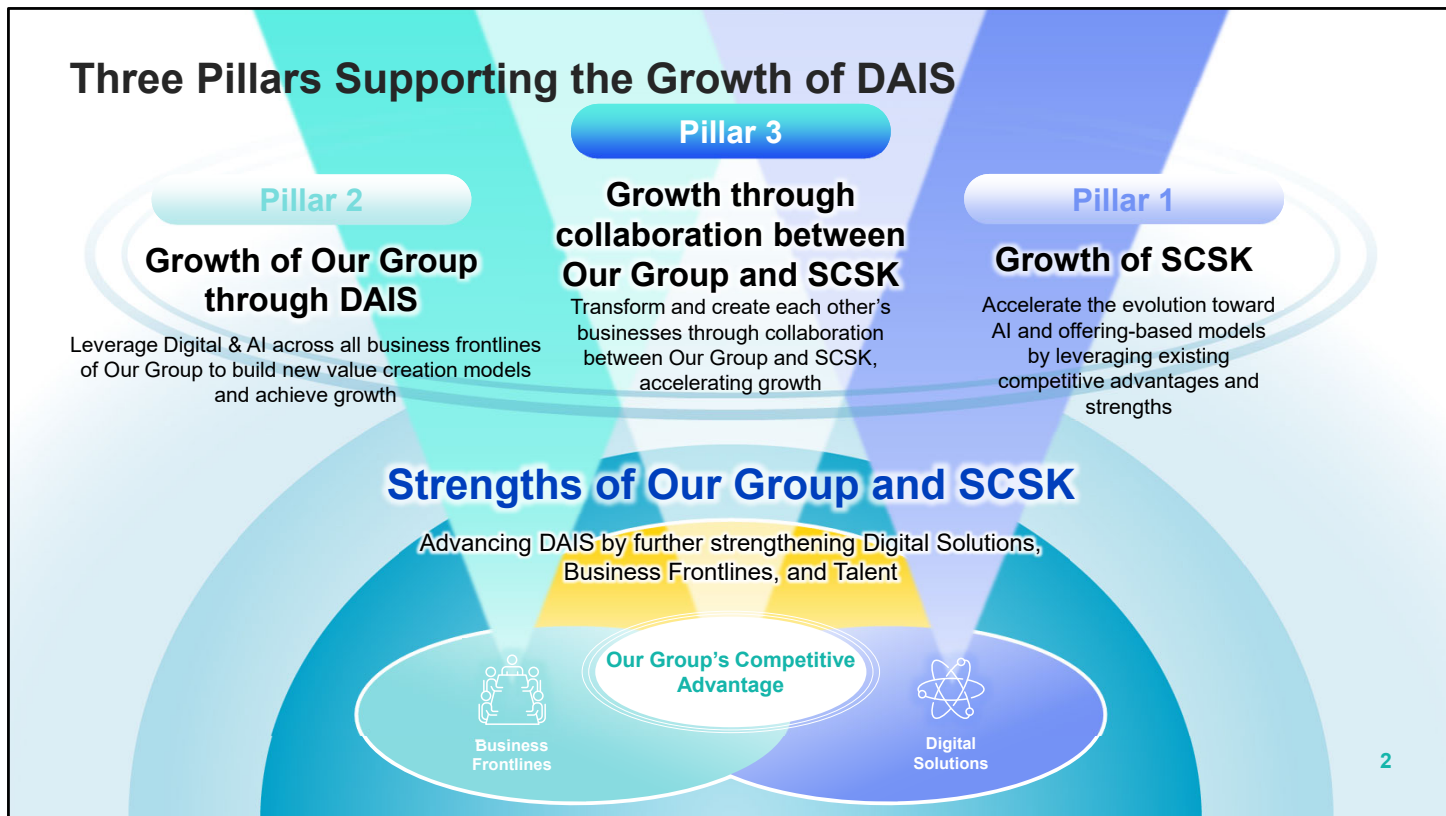 Three Pillars Supporting the Growth of DAIS
Pillar 2
Growth of Our Group
through DAIS
Leverage Digital & AI across all business frontlines
of Our Group to build new value creation models
and achieve growth
Pillar 3
Growth through
collaboration between
Our Group and SCSK
Transform and create each other’s
businesses through collaboration
between Our Group and SCSK,
accelerating growth
Pillar 1
Growth of SCSK
Accelerate the evolution toward
AI and offering-based models
by leveraging existing
competitive advantages and
strengths
Strengths of Our Group and SCSK
Advancing DAIS by further strengthening Digital Solutions,
Business Frontlines, and Talent
Our Group’s Competitive
Advantage
Business
Frontlines
Digital
Solutions
2